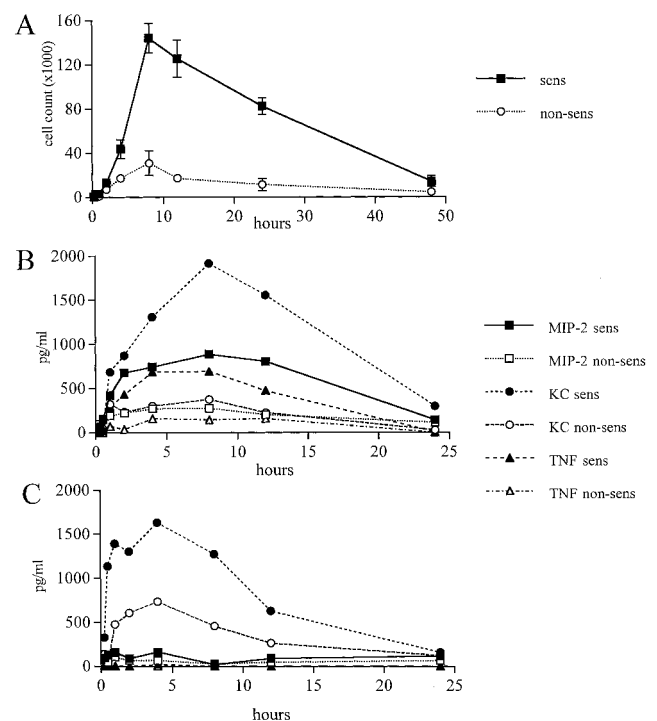 A
160
120
80
40
0
cell count (x1000)
0 10 20 30 40 50
hours
sens
non-sens
B
2000
1500
1000
500
0
pg/ml
0 5 10 15 20 25
hours
MIP-2 sens
MIP-2 non-sens
KC sens
KC non-sens
TNF sens
TNF non-sens
C
2000
1500
1000
500
0
pg/ml
0 5 10 15 20 25
hours